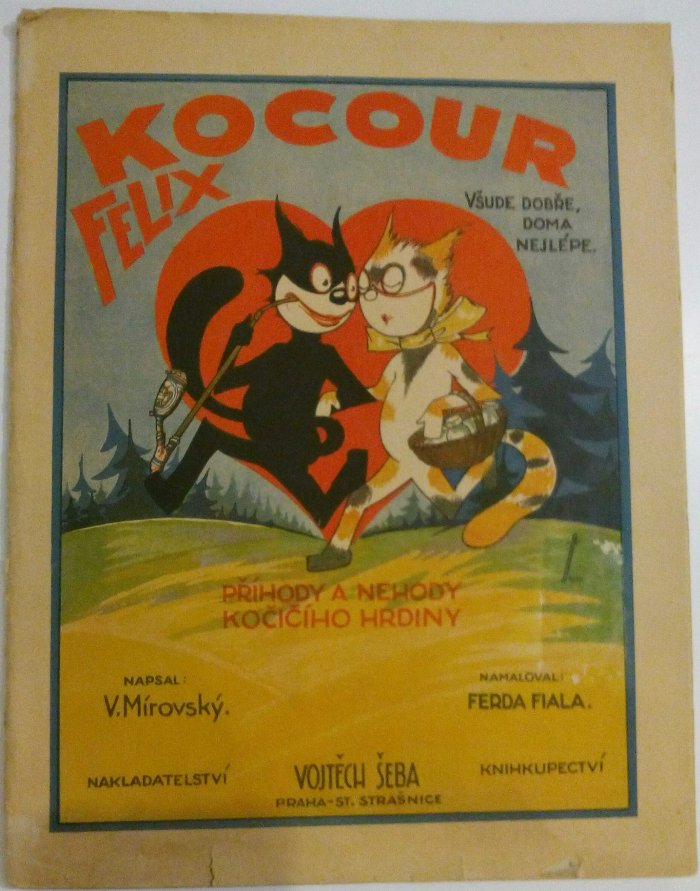 KOCOUR
FELIX
VŠUDE DOBŘE,
DOMA
NEJLÉPE.
PŘÍHODY A NEHODY
KOČIČÍHO HRDINY
NAPSAL:
V. Mírovský.
NAMALOVAL:
FERDA FIALA.
NAKLADATELSTVÍ
VOJTĚCH ŠEBA
PRAHA-ST. STRAŠNICE
KNIHKUPECTVÍ